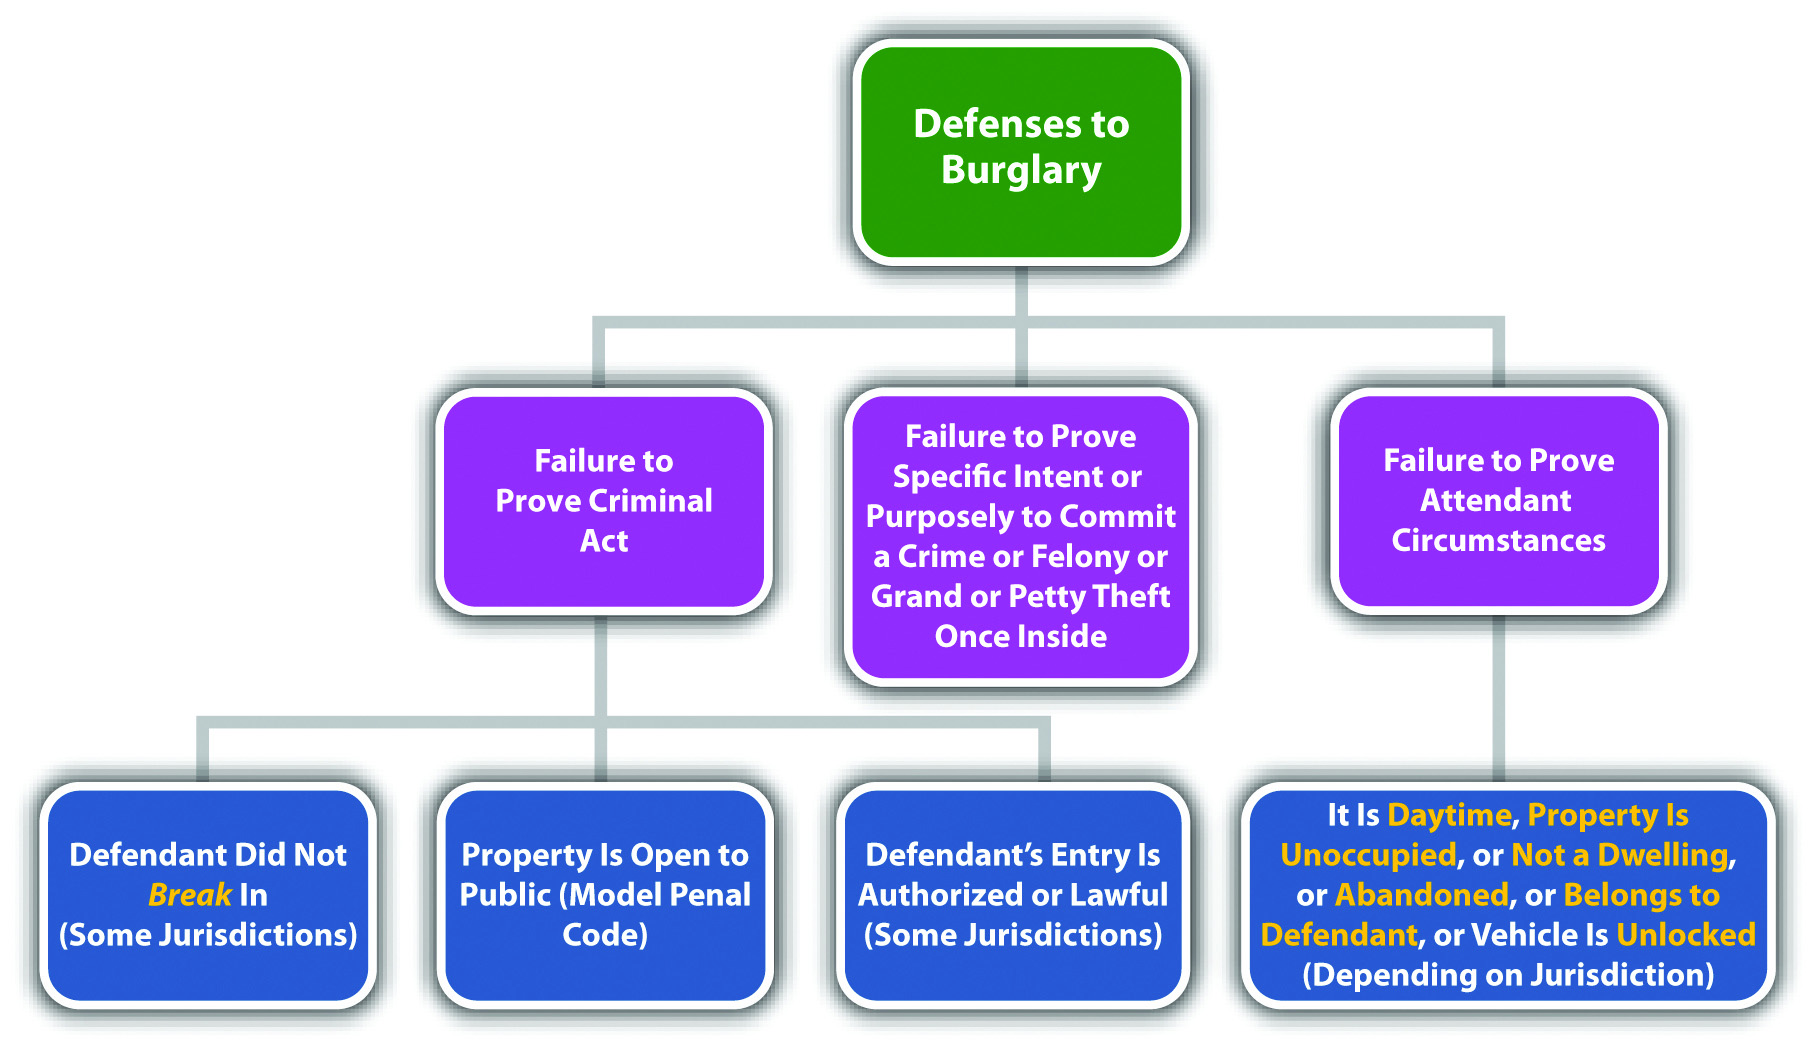 Defenses to
Burglary
Failure to
Prove Criminal
Act
Failure to Prove
Specific Intent or
Purposely to Commit
a Crime or Felony or
Grand or Petty Theft
Once Inside
Failure to Prove
Attendant
Circumstances
Defendant Did Not
Break In
(Some Jurisdictions)
Property Is Open to
Public (Model Penal
Code)
Defendant’s Entry Is
Authorized or Lawful
(Some Jurisdictions)
It Is Daytime, Property Is
Unoccupied, or Not a Dwelling,
or Abandoned, or Belongs to
Defendant, or Vehicle Is Unlocked
(Depending on Jurisdiction)